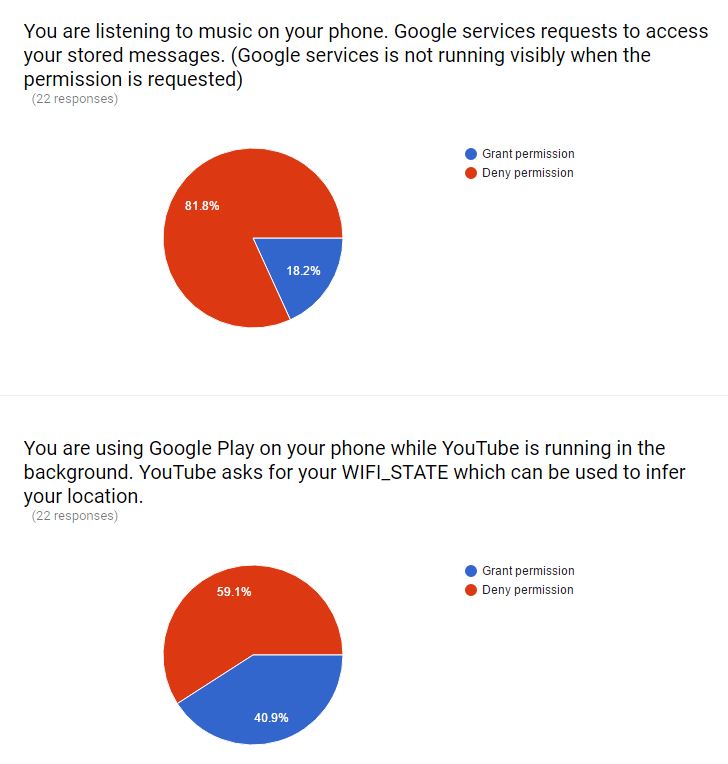 You are listening to music on your phone. Google services requests to access
your stored messages. (Google services is not running visibly when the
permission is requested)
(22 responses)
Grant permission
Deny permission
81.8%
18.2%
You are using Google Play on your phone while YouTube is running in the
background. YouTube asks for your WIFI_STATE which can be used to infer
your location.
(22 responses)
Grant permission
Deny permission
59.1%
40.9%